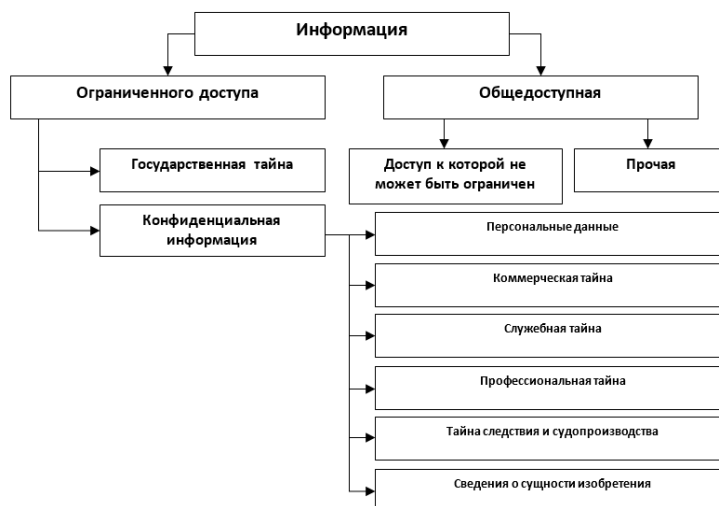 Информация
Ограниченного доступа
Общедоступная
Государственная тайна
Доступ к которой не
может быть ограничен
Прочая
Конфиденциальная
информация
Персональные данные
Коммерческая тайна
Служебная тайна
Профессиональная тайна
Тайна следствия и судопроизводства
Сведения о сущности изобретения